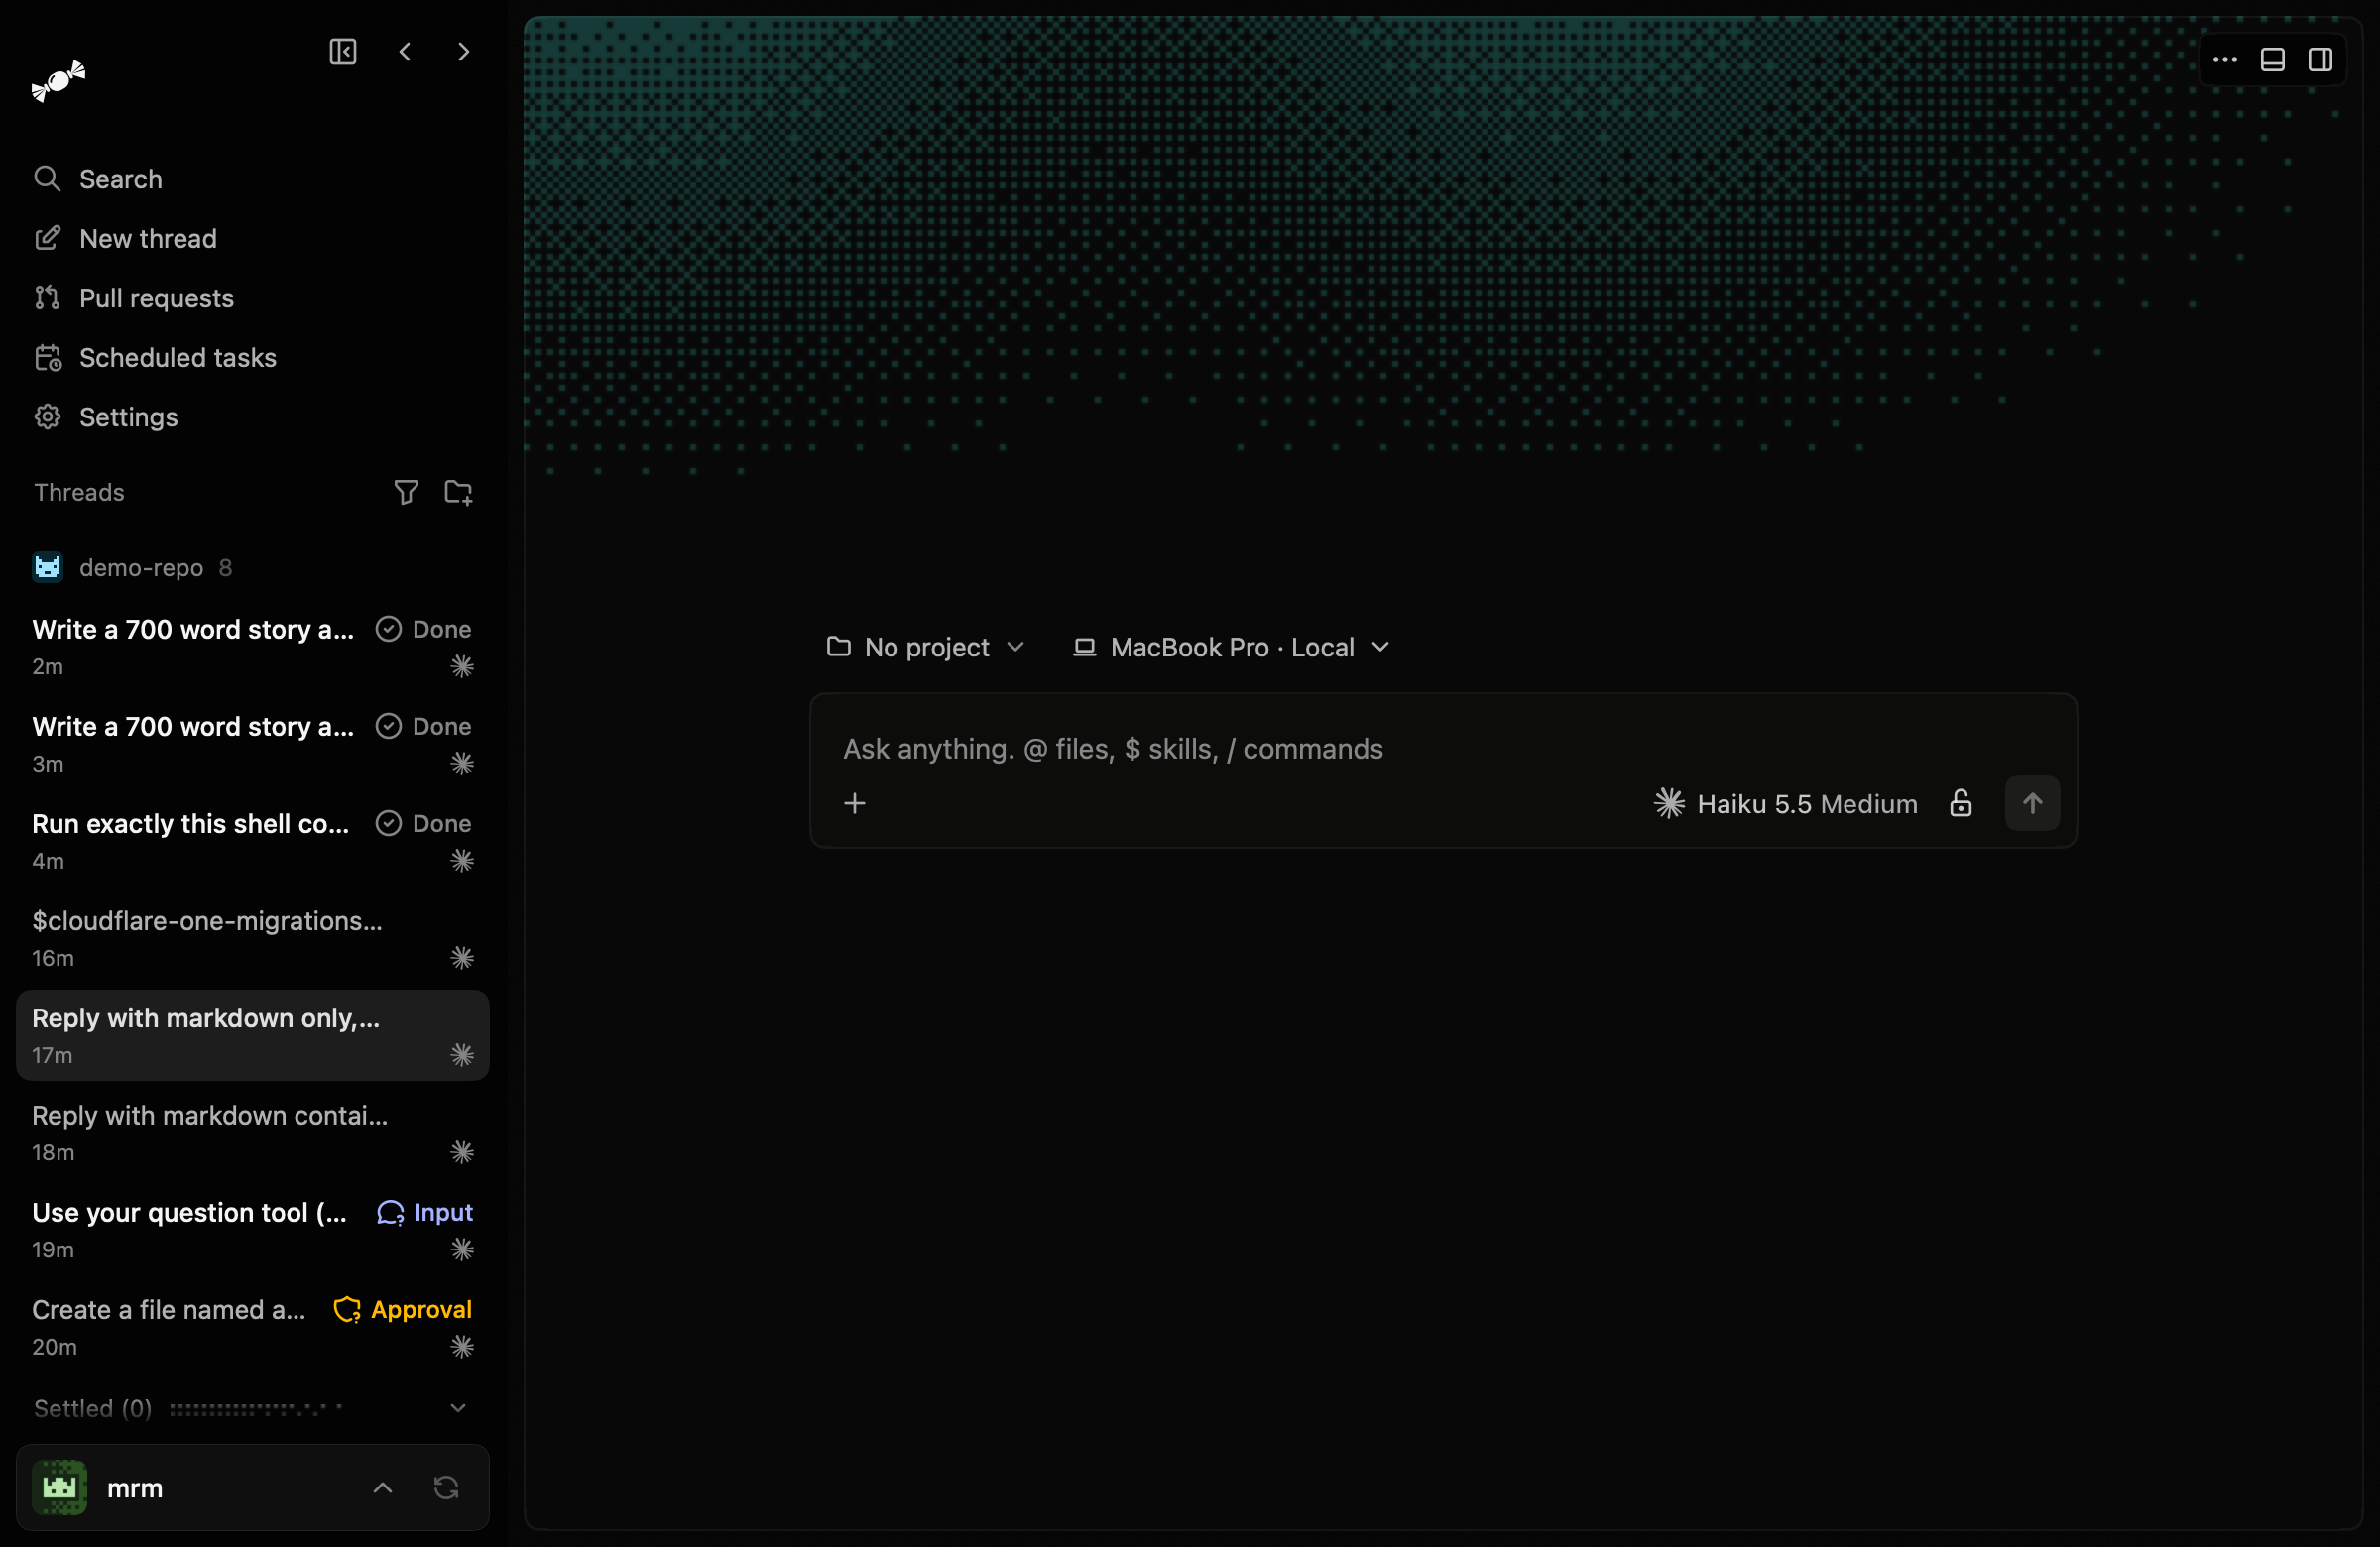 Search
New thread
Pull requests
Scheduled tasks
Settings
Threads
demo-repo 8
Write a 700 word story a... Done
2m
Write a 700 word story a... Done
3m
Run exactly this shell co... Done
4m
$cloudflare-one-migrations...
16m
Reply with markdown only,...
17m
Reply with markdown contai...
18m
Use your question tool (... Input
19m
Create a file named a... Approval
20m
Settled (0)
mrm
No project MacBook Pro · Local
Ask anything. @ files, $ skills, / commands
Haiku 5.5 Medium